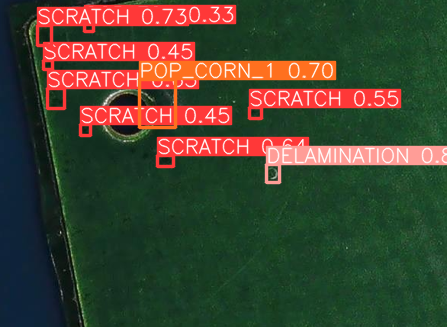 SCRATCH 0.730.33
SCRATCH 0.45
POP_CORN_1 0.70
SCRATCH
SCRATCH 0.55
SCRATCH 0.45
SCRATCH 0.64
DELAMINATION 0.8